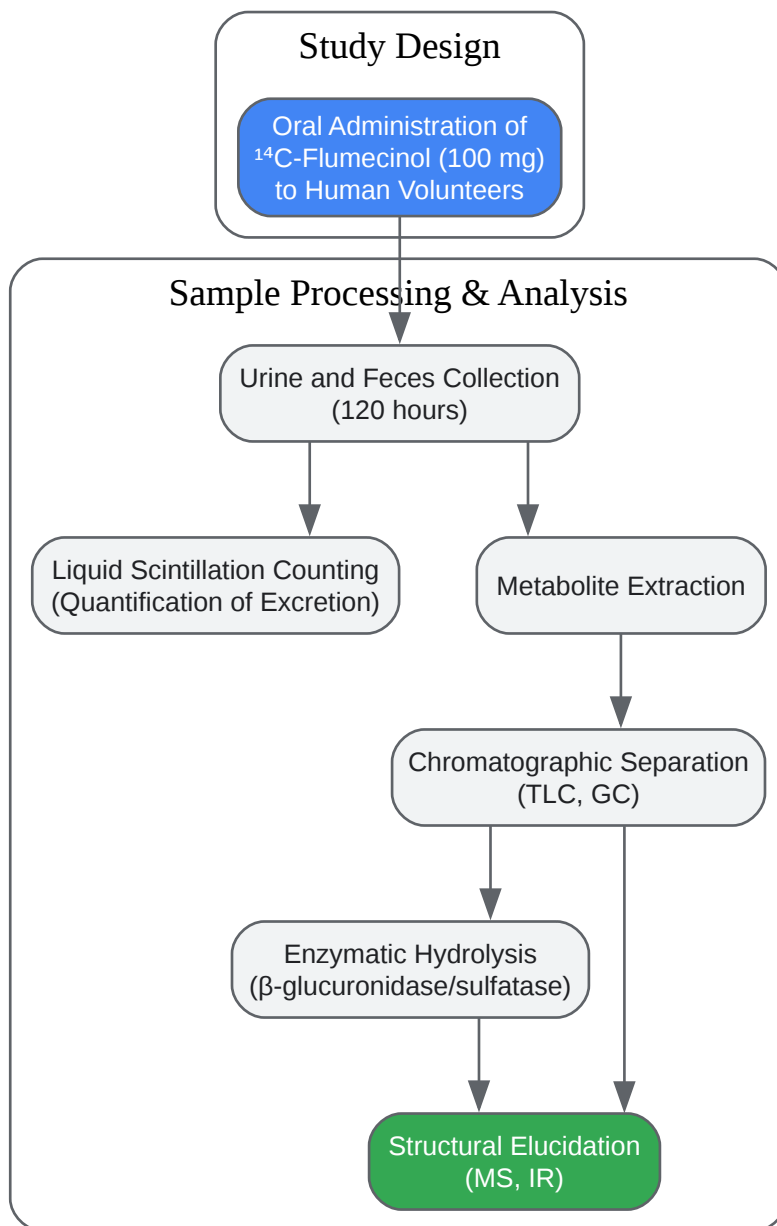 Study Design
Oral Administration of
¹⁴C-Flumecinol (100 mg)
to Human Volunteers
Sample Processing & Analysis
Urine and Feces Collection
(120 hours)
Liquid Scintillation Counting
(Quantification of Excretion)
Metabolite Extraction
Chromatographic Separation
(TLC, GC)
Enzymatic Hydrolysis
(β-glucuronidase/sulfatase)
Structural Elucidation
(MS, IR)